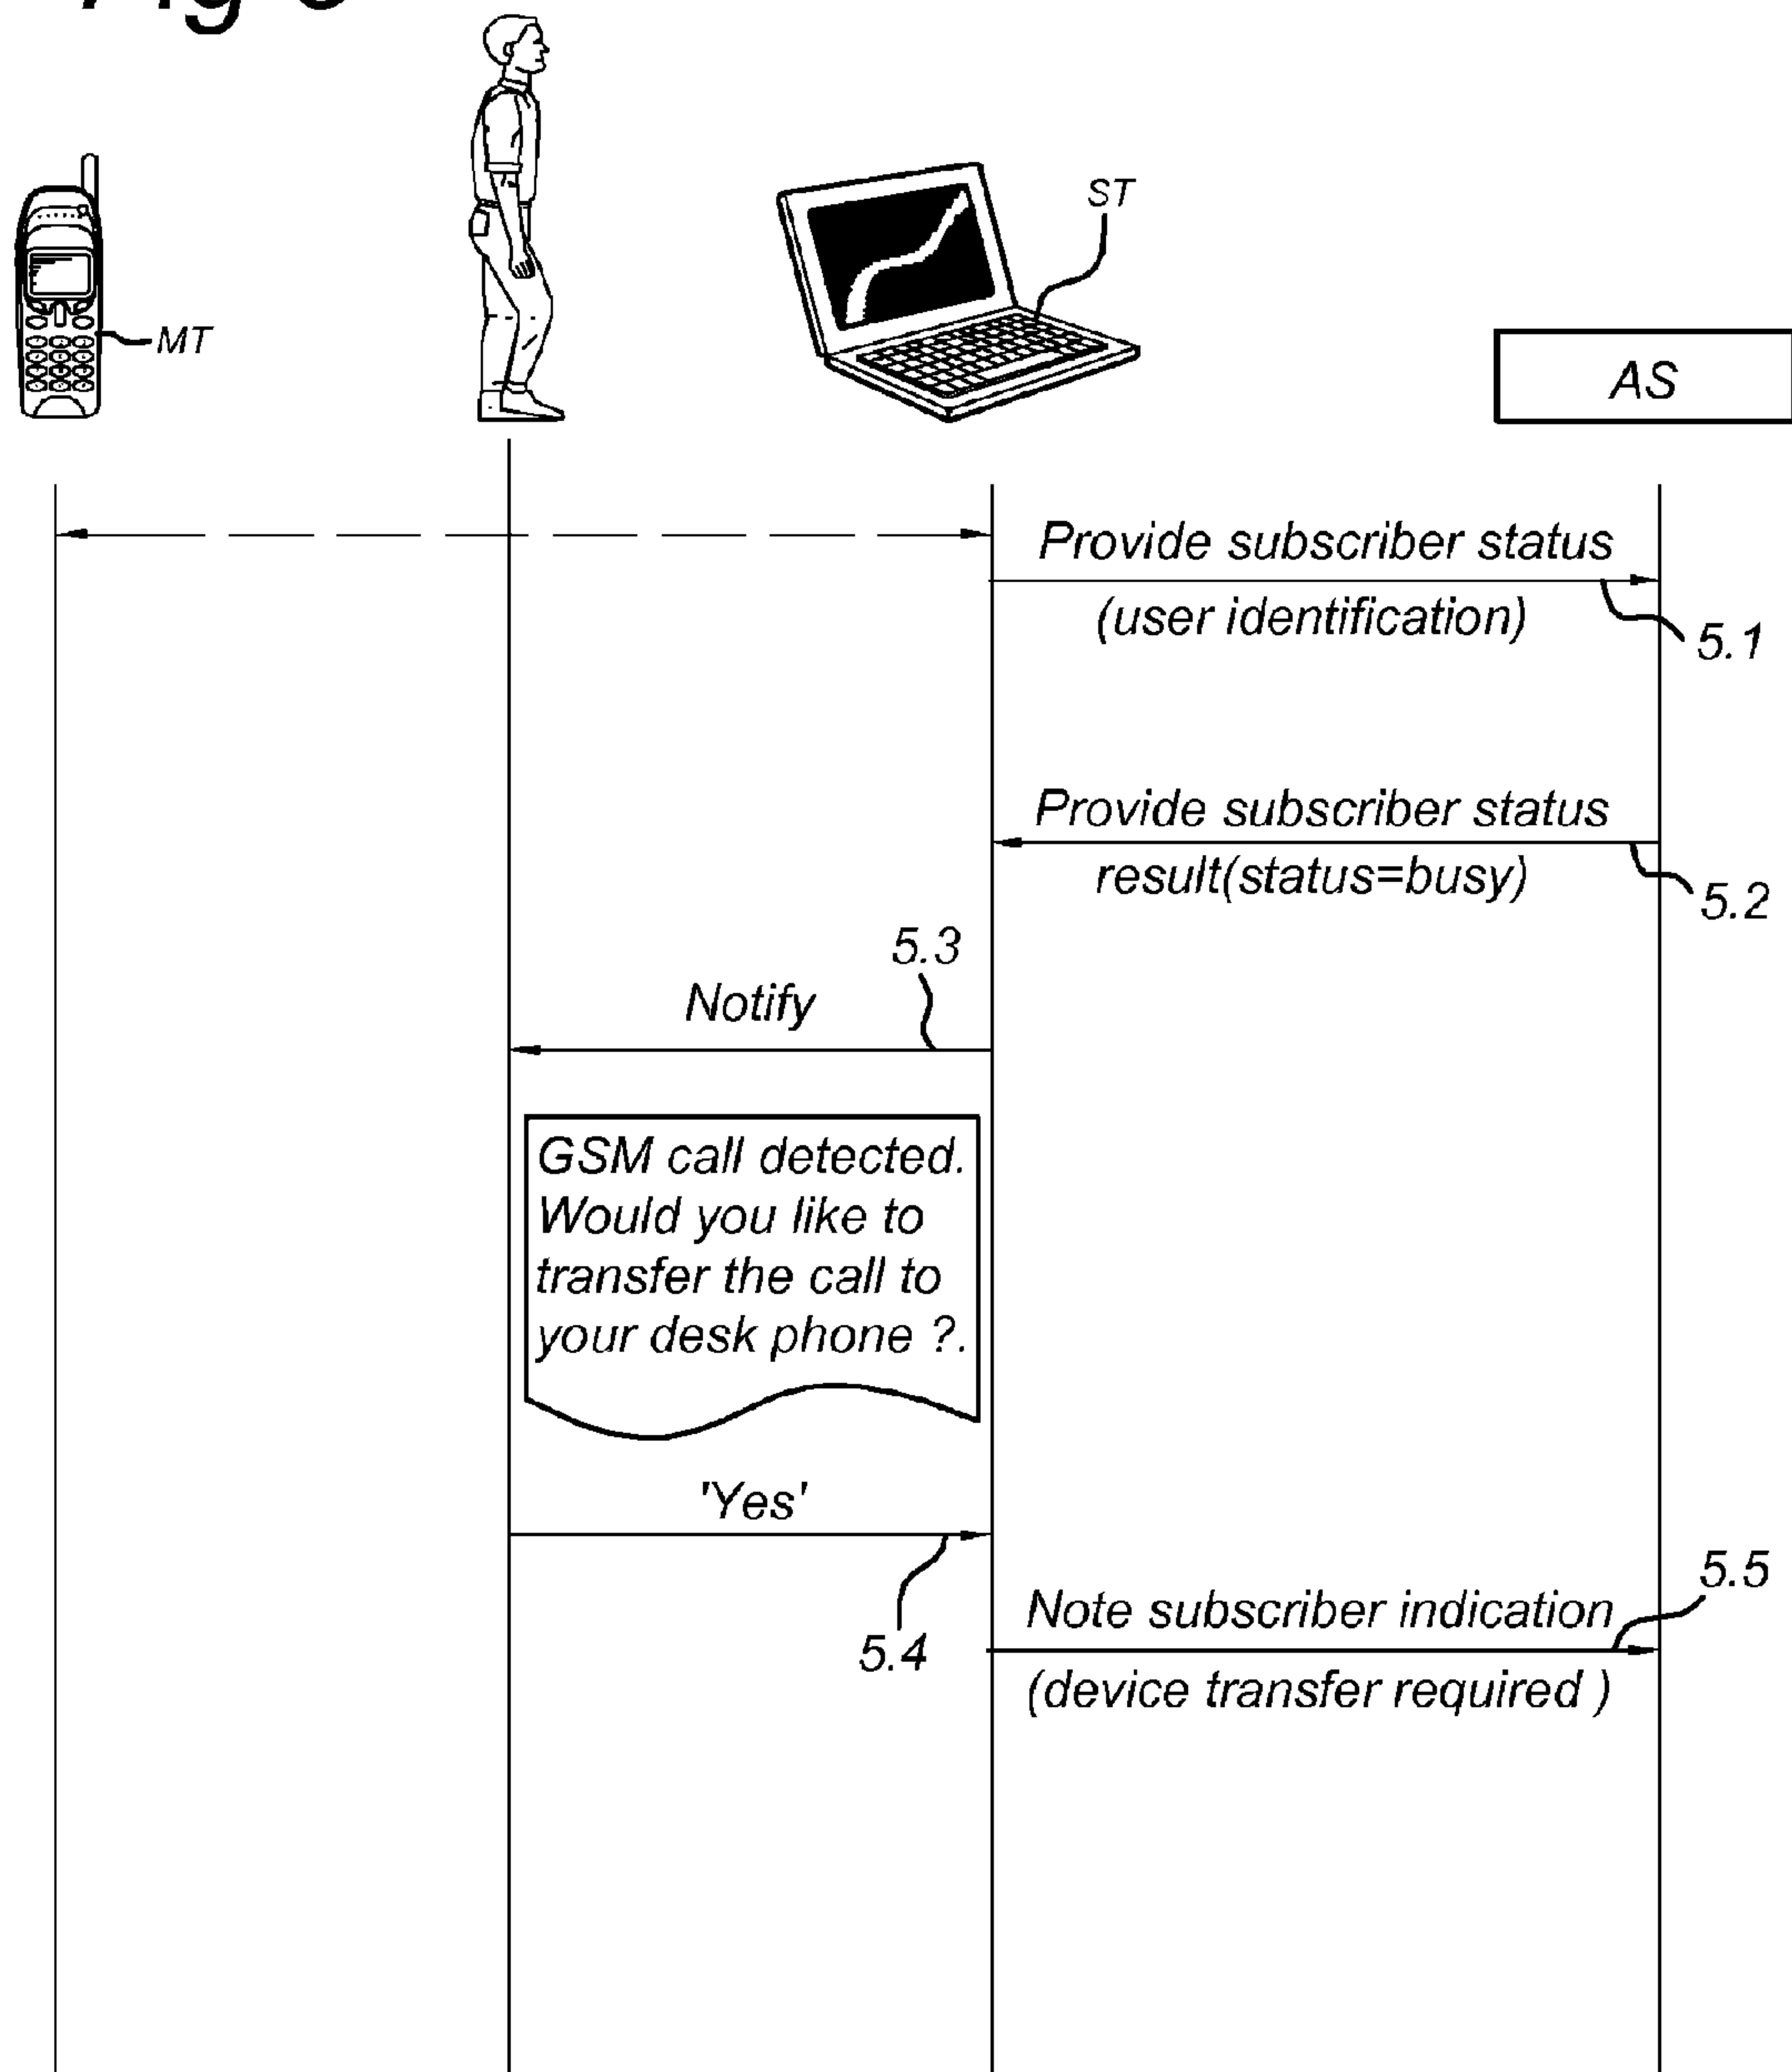 ST
MT
AS
Provide subscriber status
(user identification)
5.1
Provide subscriber status
result(status=busy)
5.2
5.3
Notify
GSM call detected.
Would you like to
transfer the call to
your desk phone ?.
'Yes'
5.4
5.5
Note subscriber indication
(device transfer required )